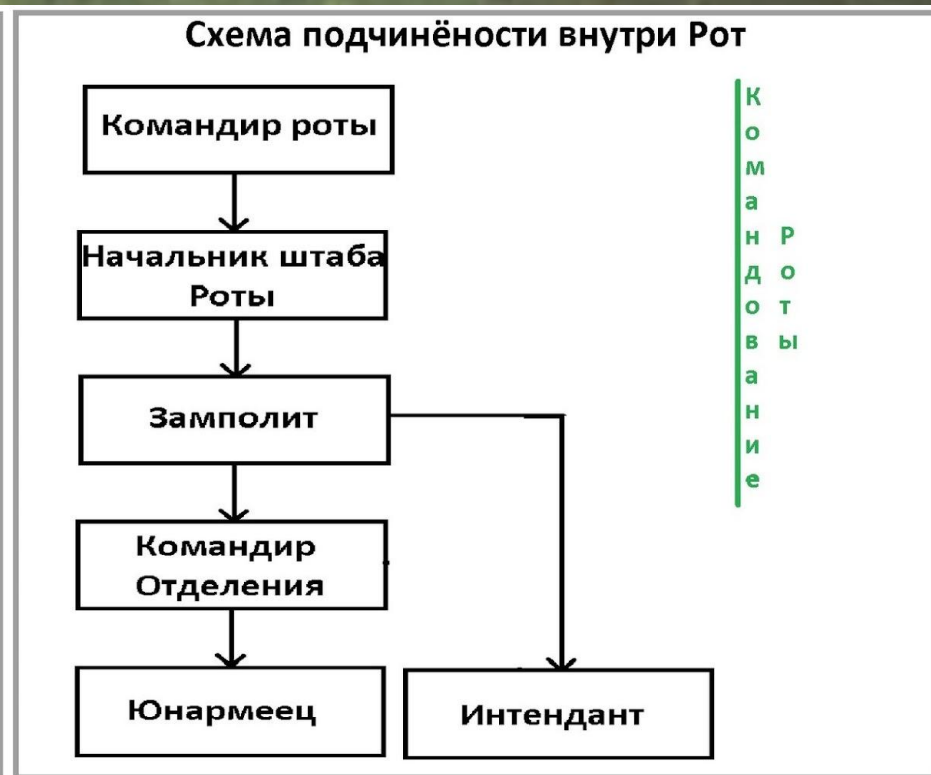 Схема подчинёности внутри Рот
Командир роты
Начальник штаба
Роты
Замполит
Командир
Отделения
Юнармеец
Интендант
Командование
Роты